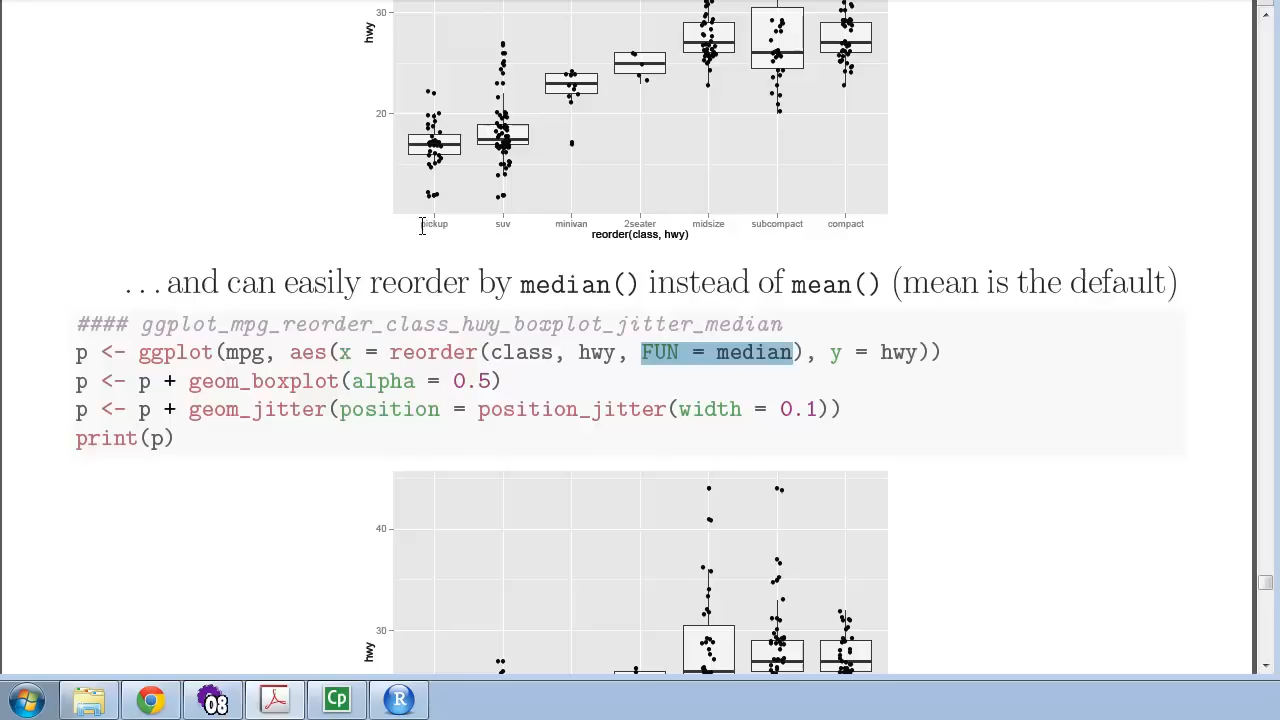 30
hwy
20
pickup suv minivan 2seater midsize subcompact compact
reorder(class, hwy)
...and can easily reorder by median() instead of mean() (mean is the default)
#### ggplot_mpg_reorder_class_hwy_boxplot_jitter_median
p <- ggplot(mpg, aes(x = reorder(class, hwy, FUN = median), y = hwy))
p <- p + geom_boxplot(alpha = 0.5)
p <- p + geom_jitter(position = position_jitter(width = 0.1))
print(p)
40
30
hwy
08
Cp
R